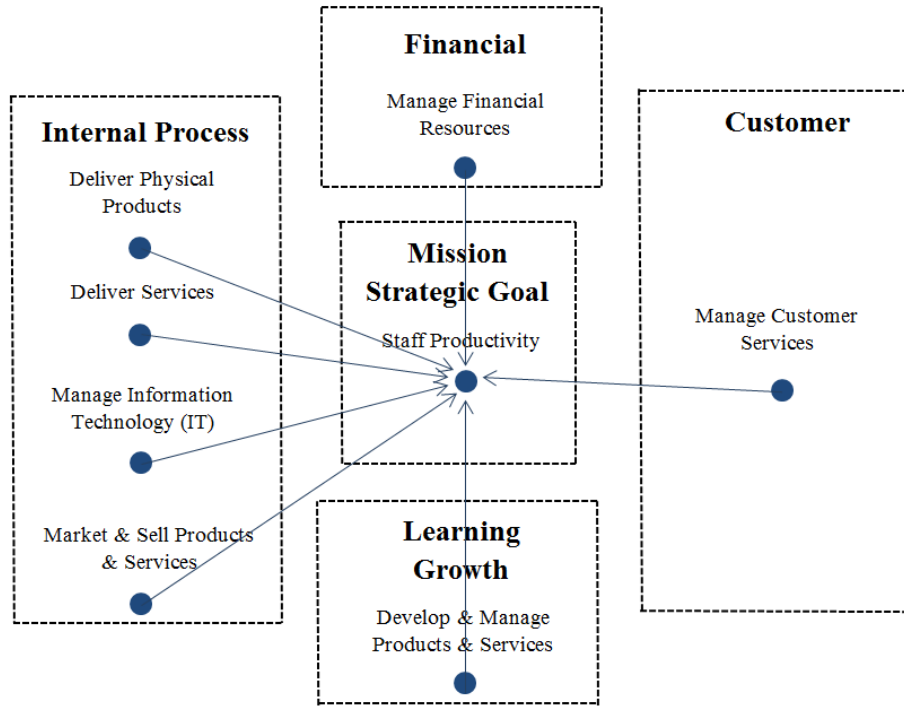 Financial
Manage Financial
Resources
Internal Process
Deliver Physical
Products
Deliver Services
Manage Information
Technology (IT)
Market & Sell Products
& Services
Mission
Strategic Goal
Staff Productivity
Customer
Manage Customer
Services
Learning
Growth
Develop & Manage
Products & Services